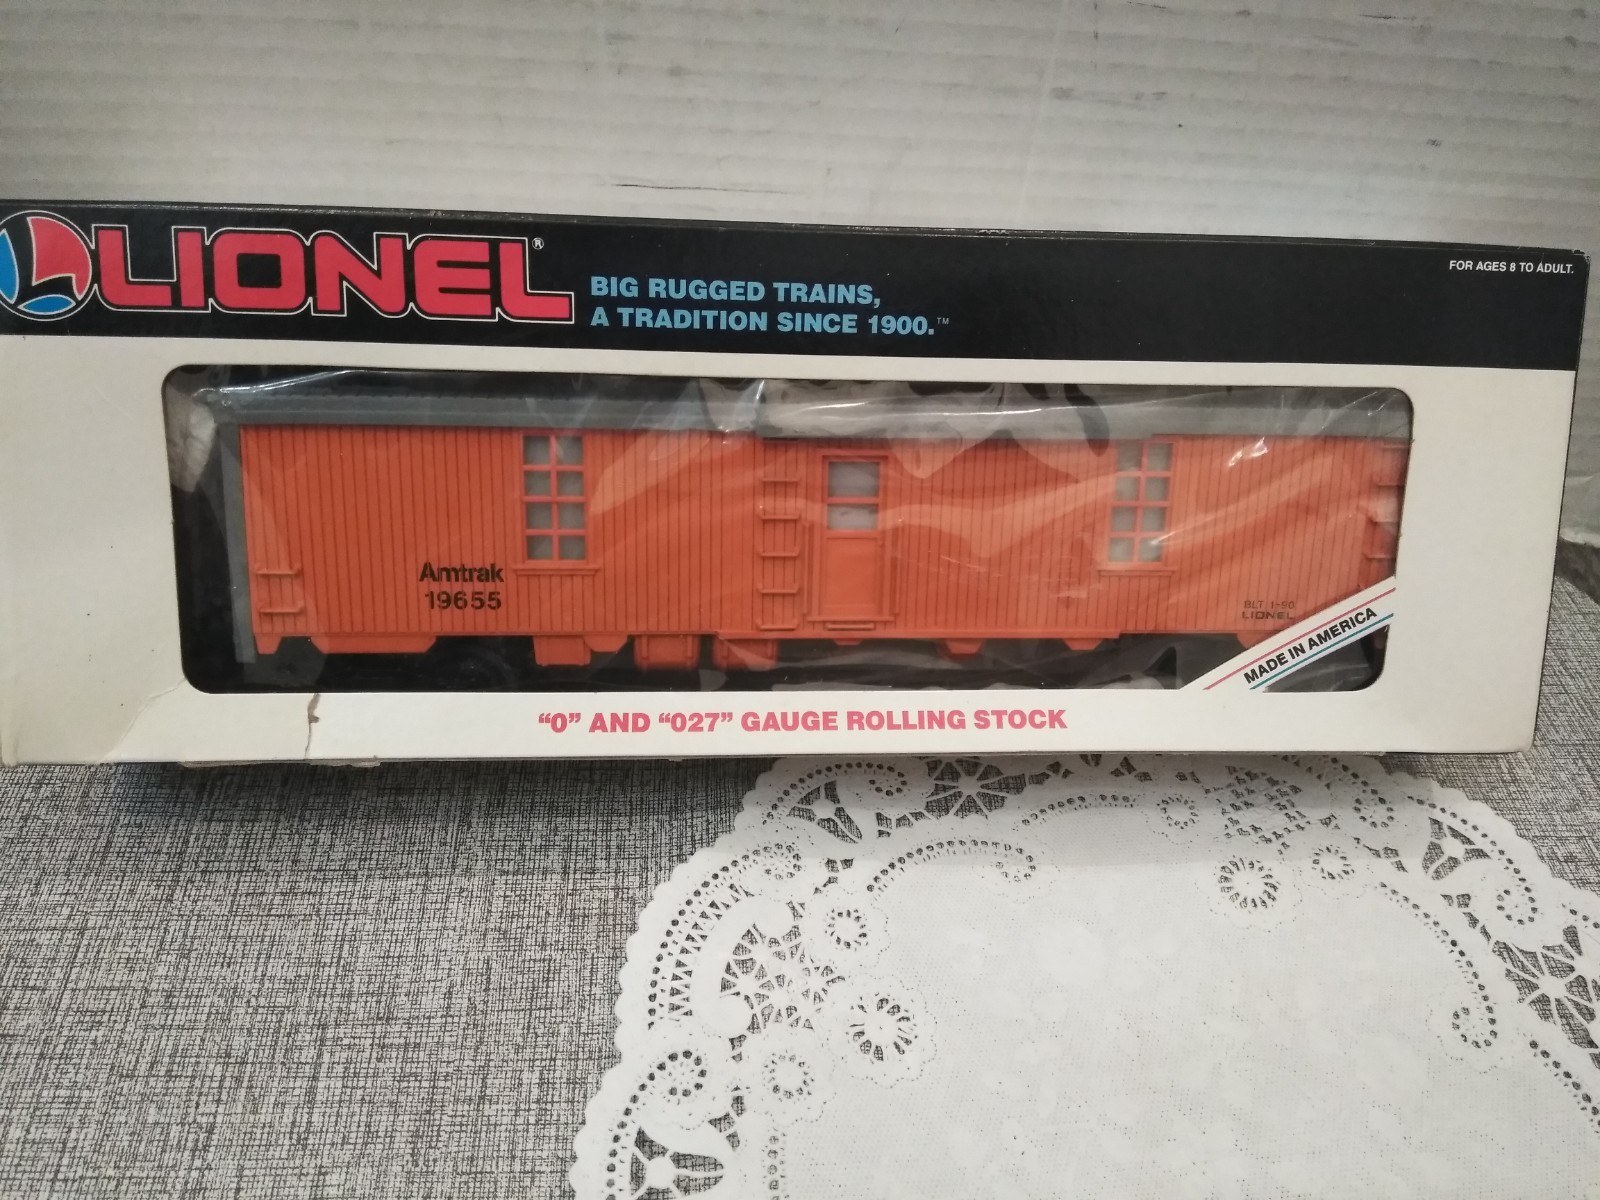 LIONEL®
BIG RUGGED TRAINS,
A TRADITION SINCE 1900.™
FOR AGES 8 TO ADULT.
Amtrak
19655
BLT 1-90
LIONEL
MADE IN AMERICA
"O" AND "027" GAUGE ROLLING STOCK